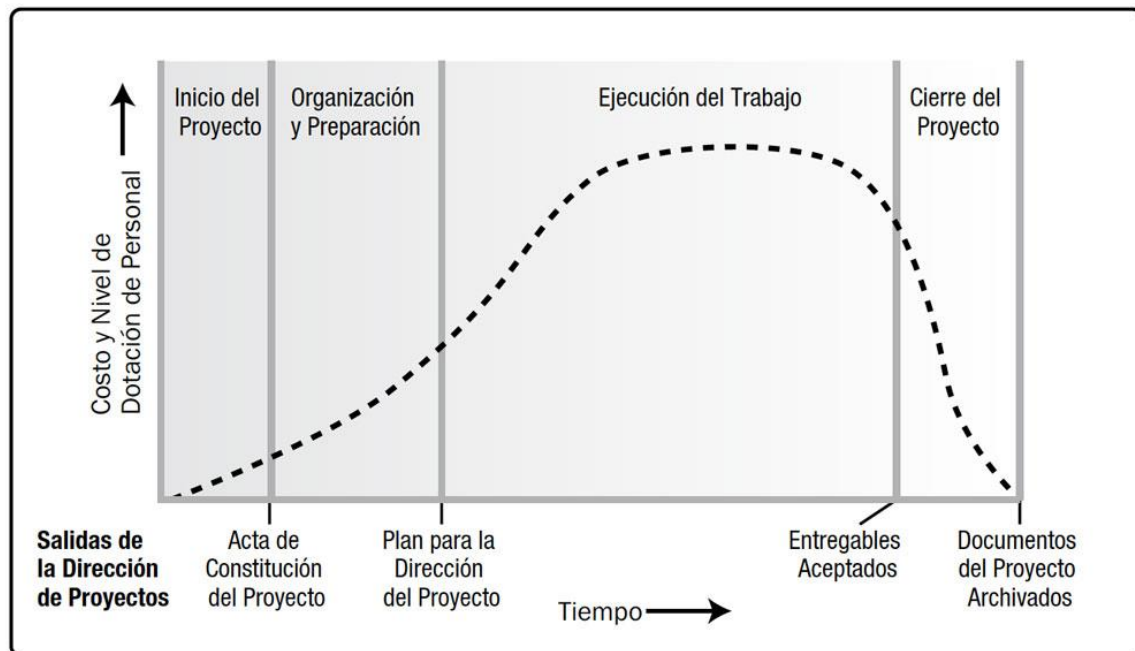 Inicio del
Proyecto
Organización
y Preparación
Ejecución del Trabajo
Cierre del
Proyecto
Costo y Nivel de
Dotación de Personal
Salidas de
la Dirección
de Proyectos
Acta de
Constitución
del Proyecto
Plan para la
Dirección
del Proyecto
Tiempo
Entregables
Aceptados
Documentos
del Proyecto
Archivados